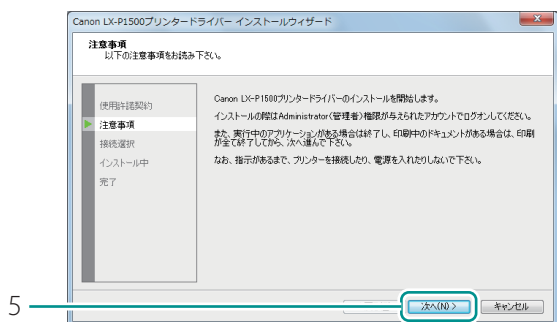 Canon LX-P1500プリンタードライバー インストールウィザード
注意事項
以下の注意事項をお読み下さい。
使用許諾契約
Canon LX-P1500プリンタードライバーのインストールを開始します。
注意事項
インストールの際はAdministrator(管理者)権限が与えられたアカウントでログオンしてください。
接続選択
また、実行中のアプリケーションがある場合は終了し、印刷中のドキュメントがある場合は、印刷
が全て終了してから、次へ進んで下さい。
インストール中
なお、指示があるまで、プリンターを接続したり、電源を入れたりしないで下さい。
完了
5
次へ(N) >
キャンセル